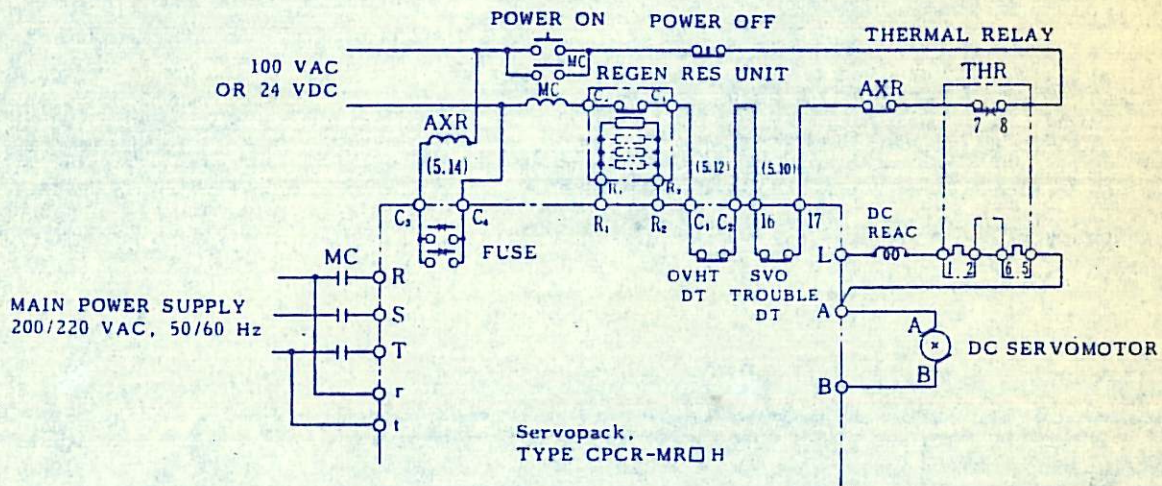 POWER ON
POWER OFF
THERMAL RELAY
MC
100 VAC
OR 24 VDC
REGEN RES UNIT
THR
MC
AXR
AXR
7 8
(5.14)
(5.12)
(5.10)
C₃
C₄
R₁
R₂
C₁
C₂
16
17
DC
REAC
FUSE
L
MC
R
OVHT
DT
SVO
TROUBLE
DT
1.2
6.5
MAIN POWER SUPPLY
200/220 VAC, 50/60 Hz
S
A
A
T
DC SERVOMOTOR
B
B
r
t
Servopack,
TYPE CPCR-MR□H